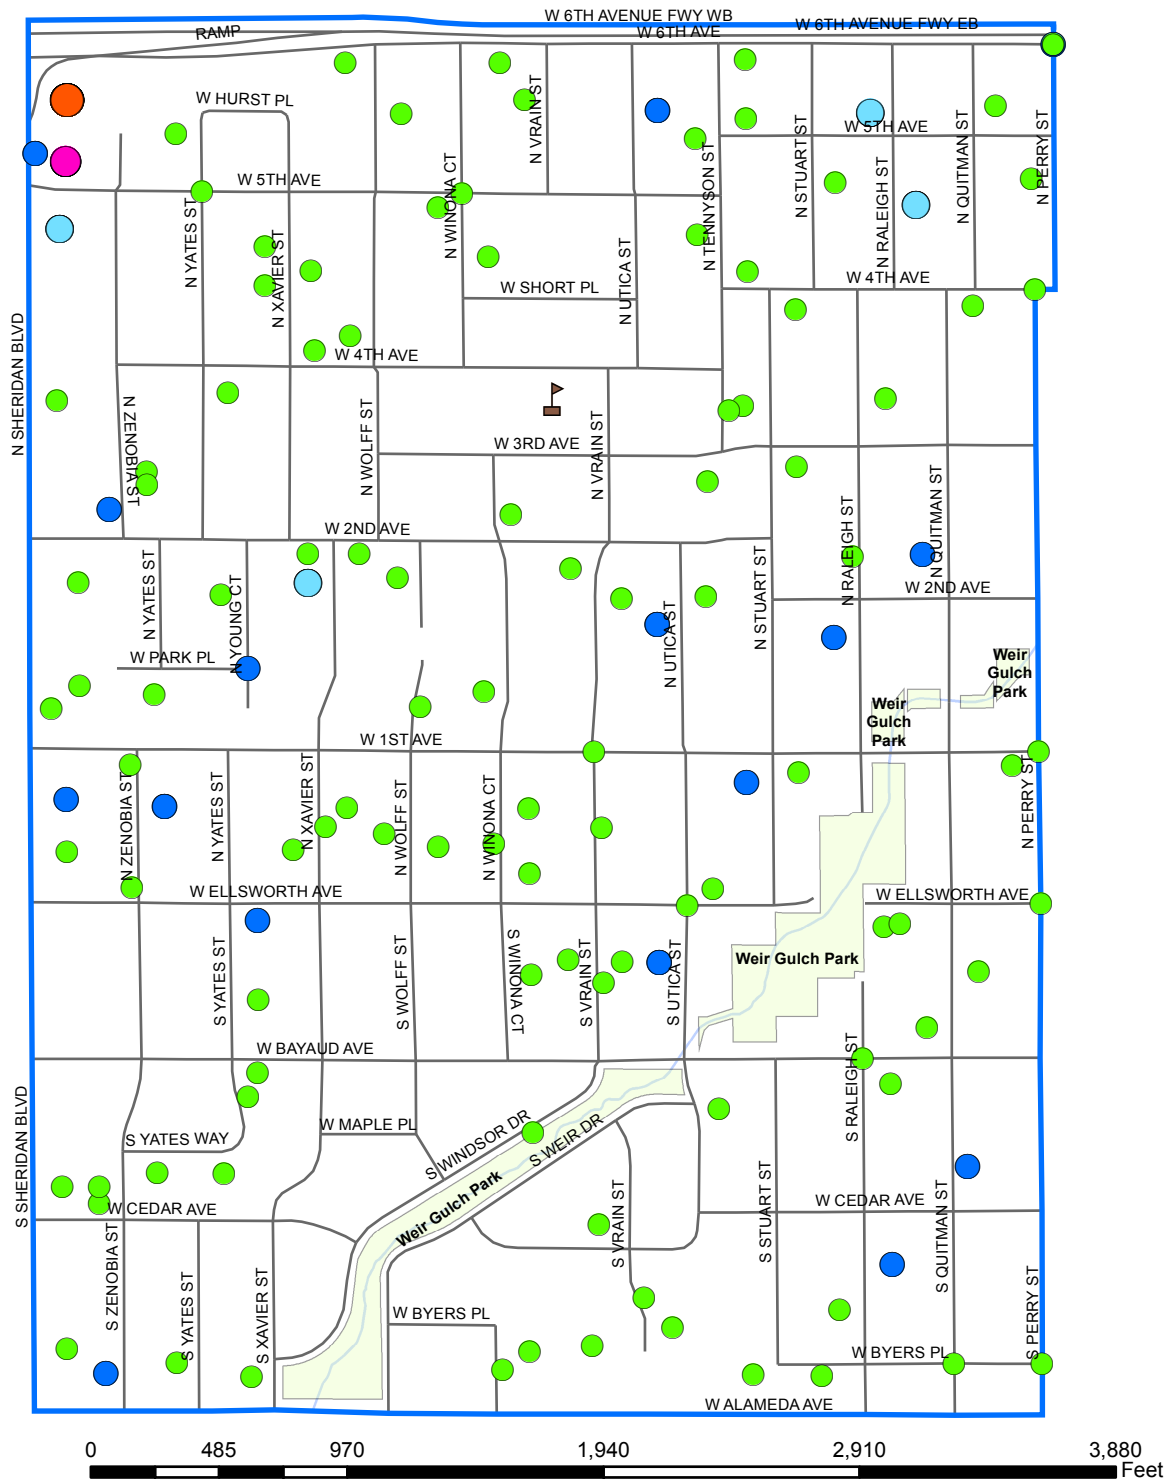 W 6TH AVENUE FWY WB
W 6TH AVENUE FWY EB
RAMP
W 6TH AVE
W HURST PL
N VRAIN ST
W 5TH AVE
N STUART ST
N QUITMAN ST
N PERRY ST
N TENNYSON ST
N RALEIGH ST
W 5TH AVE
N WINONA CT
N YATES ST
N XAVIER ST
N UTICA ST
W 4TH AVE
W SHORT PL
N SHERIDAN BLVD
W 4TH AVE
N ZENOBIA ST
N WOLFF ST
N VRAIN ST
W 3RD AVE
N RALEIGH ST
N QUITMAN ST
W 2ND AVE
N YATES ST
N YOUNG CT
N STUART ST
W 2ND AVE
N UTICA ST
W PARK PL
Weir
Gulch
Park
Weir
Gulch
Park
W 1ST AVE
N ZENOBIA ST
N YATES ST
N XAVIER ST
N WOLFF ST
N WINONA CT
N PERRY ST
W ELLSWORTH AVE
W ELLSWORTH AVE
S YATES ST
S WOLFF ST
S WINONA CT
S VRAIN ST
S UTICA ST
Weir Gulch Park
W BAYAUD AVE
S RALEIGH ST
S SHERIDAN BLVD
W MAPLE PL
S YATES WAY
S WINDSOR DR
S WEIR DR
Weir Gulch Park
W CEDAR AVE
W CEDAR AVE
S VRAIN ST
S STUART ST
S QUITMAN ST
S ZENOBIA ST
S YATES ST
S XAVIER ST
S PERRY ST
W BYERS PL
W BYERS PL
W ALAMEDA AVE
0 485 970 1,940 2,910 3,880
Feet